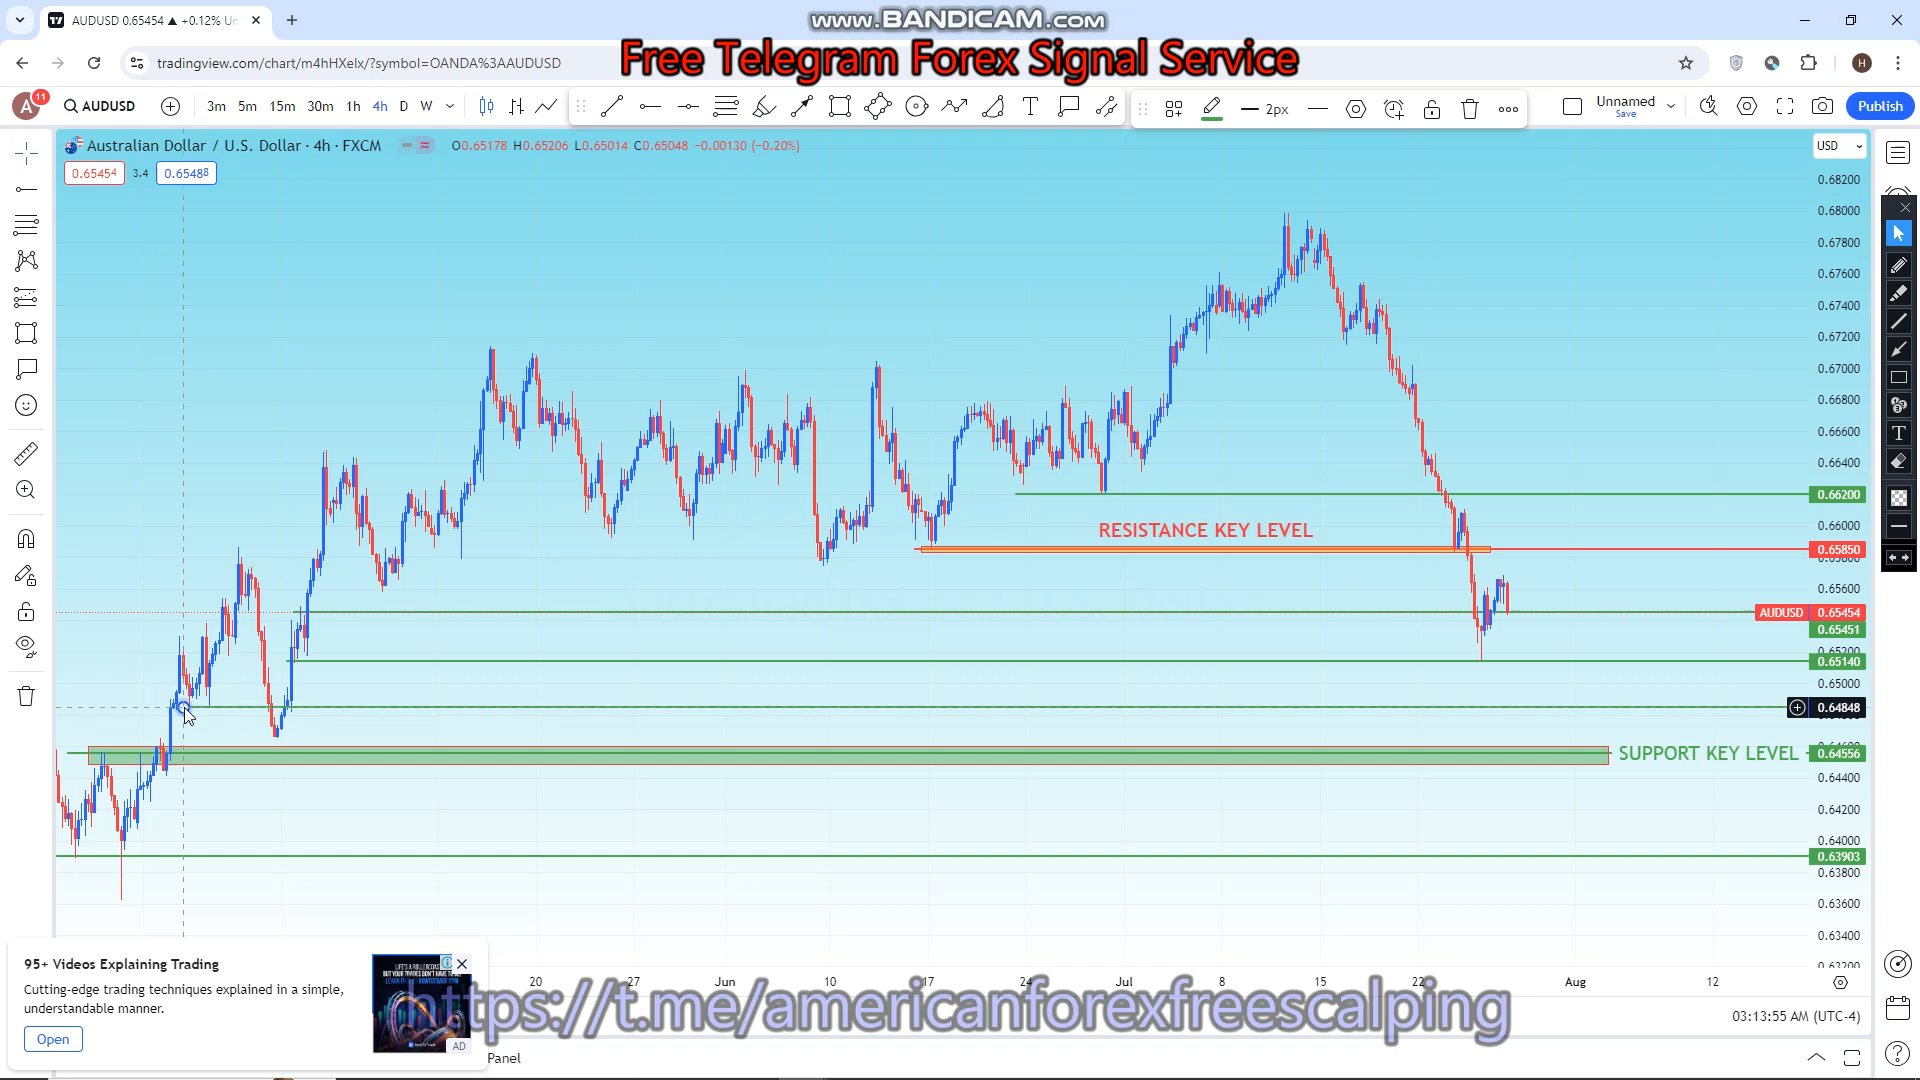 AUDUSD 0.65454 ▲ +0.12% Un
www.BANDICAM.com
tradingview.com/chart/m4hHXelx/?symbol=OANDA%3AAUDUSD
Free Telegram Forex Signal Service
H
A 11
AUDUSD
3m 5m 15m 30m 1h 4h D W
T
2px
Unnamed
Save
Publish
Australian Dollar / U.S. Dollar · 4h · FXCM
O0.65178 H0.65206 L0.65014 C0.65048 -0.00130 (-0.20%)
USD
0.65454 3.4 0.65488
0.68200
0.68000
0.67800
0.67600
0.67400
0.67200
0.67000
0.66800
0.66600
0.66400
0.66200
RESISTANCE KEY LEVEL
0.66000
0.65850
0.65800
0.65600
AUDUSD 0.65454
0.65451
0.65200
0.65140
0.65000
0.64848
SUPPORT KEY LEVEL
0.64556
0.64400
0.64200
0.64000
0.63903
0.63800
0.63600
0.63400
0.63200
95+ Videos Explaining Trading
Cutting-edge trading techniques explained in a simple,
understandable manner.
Open
AD
20 27 Jun 10 17 24 Jul 8 15 22 Aug 12
https://t.me/americanforexfreescalping
03:13:55 AM (UTC-4)
Panel